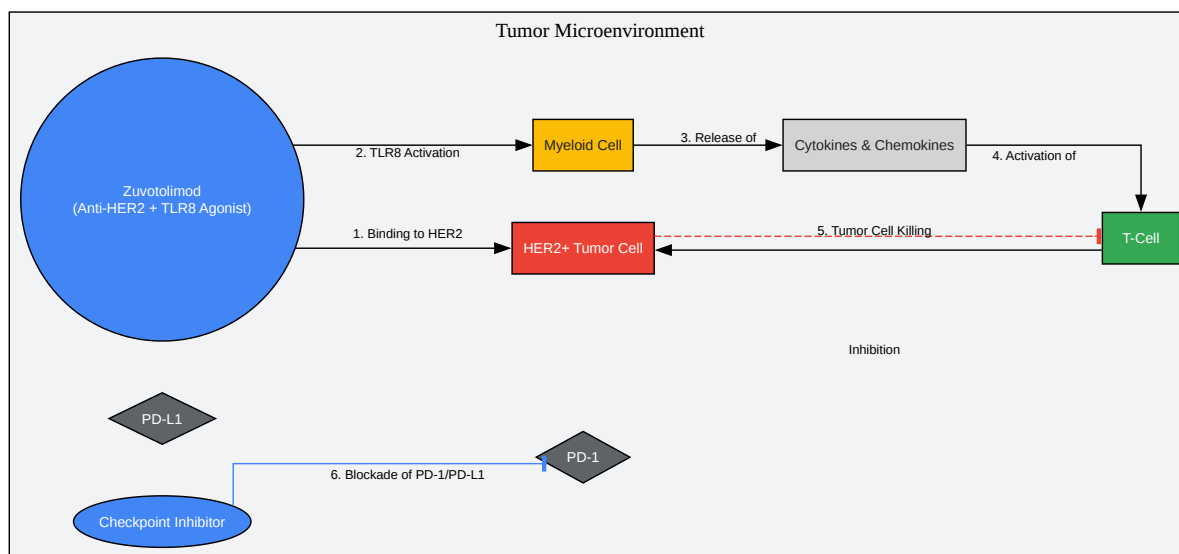 Tumor Microenvironment
Zuvotolimod
(Anti-HER2 + TLR8 Agonist)
2. TLR8 Activation
Myeloid Cell
3. Release of
Cytokines & Chemokines
4. Activation of
1. Binding to HER2
HER2+ Tumor Cell
5. Tumor Cell Killing
T-Cell
Inhibition
PD-L1
PD-1
6. Blockade of PD-1/PD-L1
Checkpoint Inhibitor